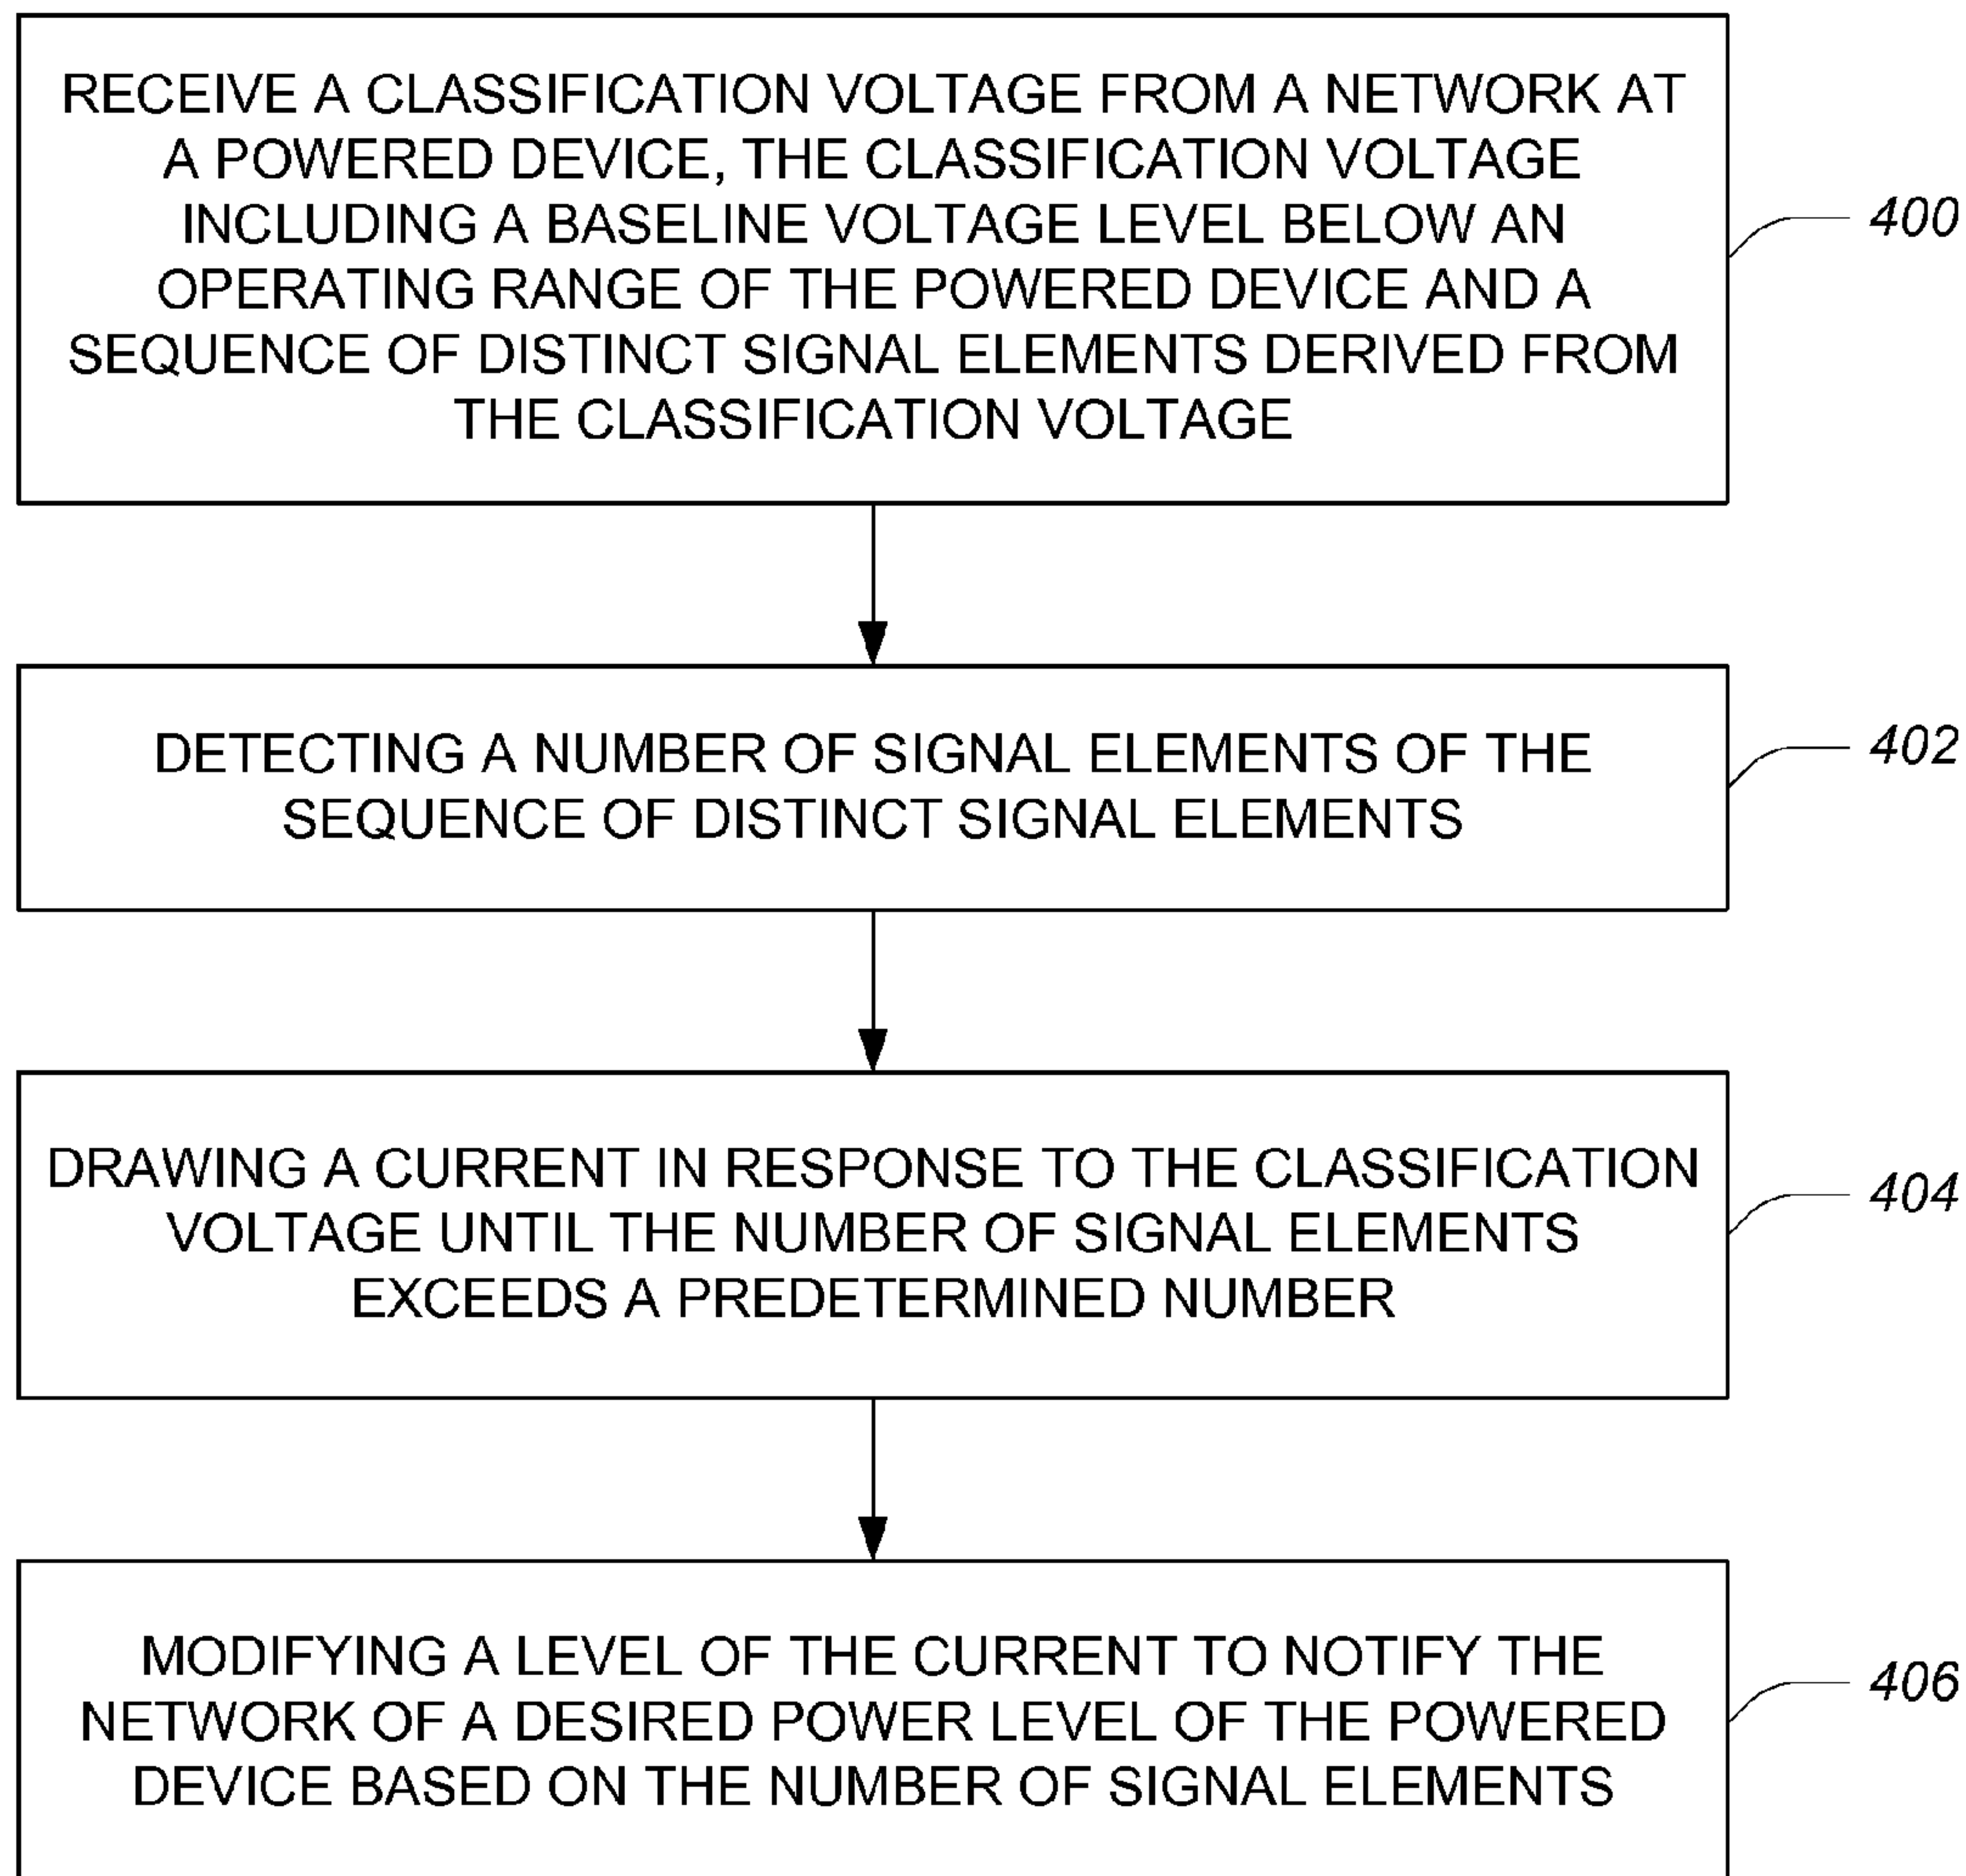 RECEIVE A CLASSIFICATION VOLTAGE FROM A NETWORK AT
A POWERED DEVICE, THE CLASSIFICATION VOLTAGE
INCLUDING A BASELINE VOLTAGE LEVEL BELOW AN
OPERATING RANGE OF THE POWERED DEVICE AND A
SEQUENCE OF DISTINCT SIGNAL ELEMENTS DERIVED FROM
THE CLASSIFICATION VOLTAGE
400
DETECTING A NUMBER OF SIGNAL ELEMENTS OF THE
SEQUENCE OF DISTINCT SIGNAL ELEMENTS
402
DRAWING A CURRENT IN RESPONSE TO THE CLASSIFICATION
VOLTAGE UNTIL THE NUMBER OF SIGNAL ELEMENTS
EXCEEDS A PREDETERMINED NUMBER
404
MODIFYING A LEVEL OF THE CURRENT TO NOTIFY THE
NETWORK OF A DESIRED POWER LEVEL OF THE POWERED
DEVICE BASED ON THE NUMBER OF SIGNAL ELEMENTS
406